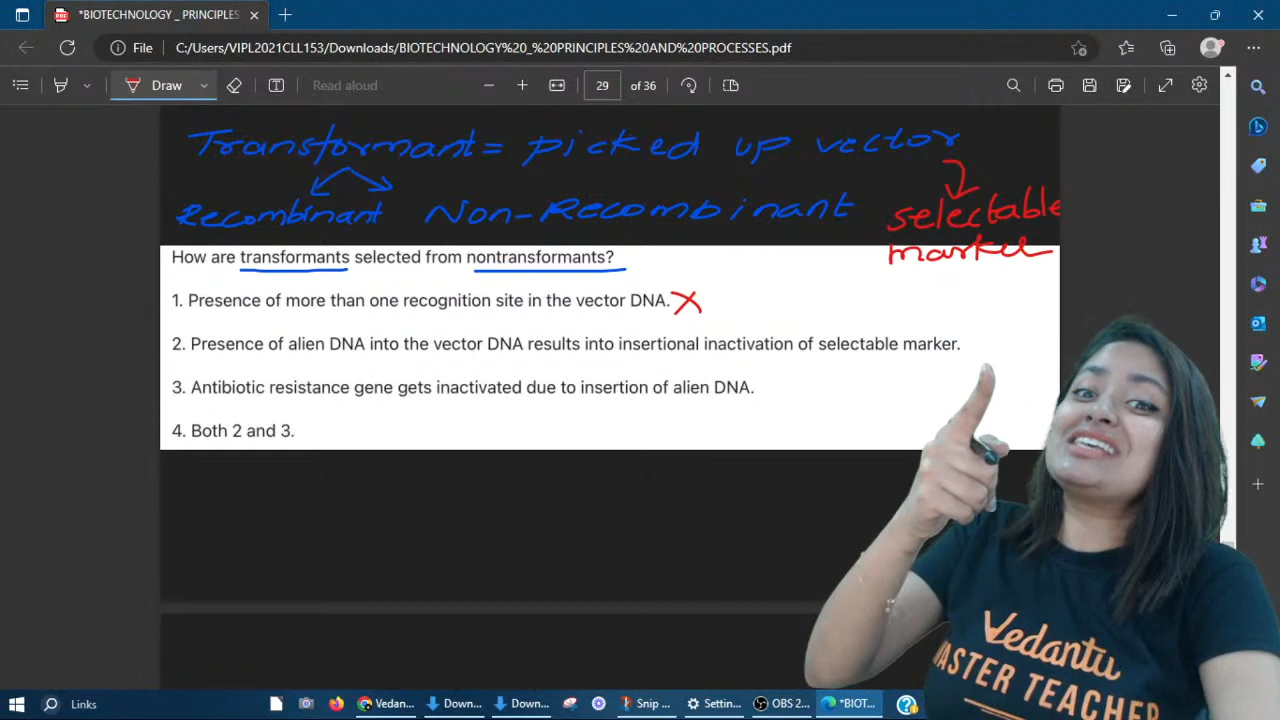 *BIOTECHNOLOGY _ PRINCIPLES
File
C:/Users/VIPL2021CLL153/Downloads/BIOTECHNOLOGY%20_%20PRINCIPLES%20AND%20PROCESSES.pdf
Draw
Read aloud
29 of 36
Transformant = picked up vector
Recombinant Non-Recombinant
selectable
marker
How are transformants selected from nontransformants?
1. Presence of more than one recognition site in the vector DNA.
2. Presence of alien DNA into the vector DNA results into insertional inactivation of selectable marker.
3. Antibiotic resistance gene gets inactivated due to insertion of alien DNA.
4. Both 2 and 3.
Vedantu
MASTER TEACHER
Links
Vedan...
Down...
Down...
Snip ...
Settin...
OBS 2...
*BIOT...